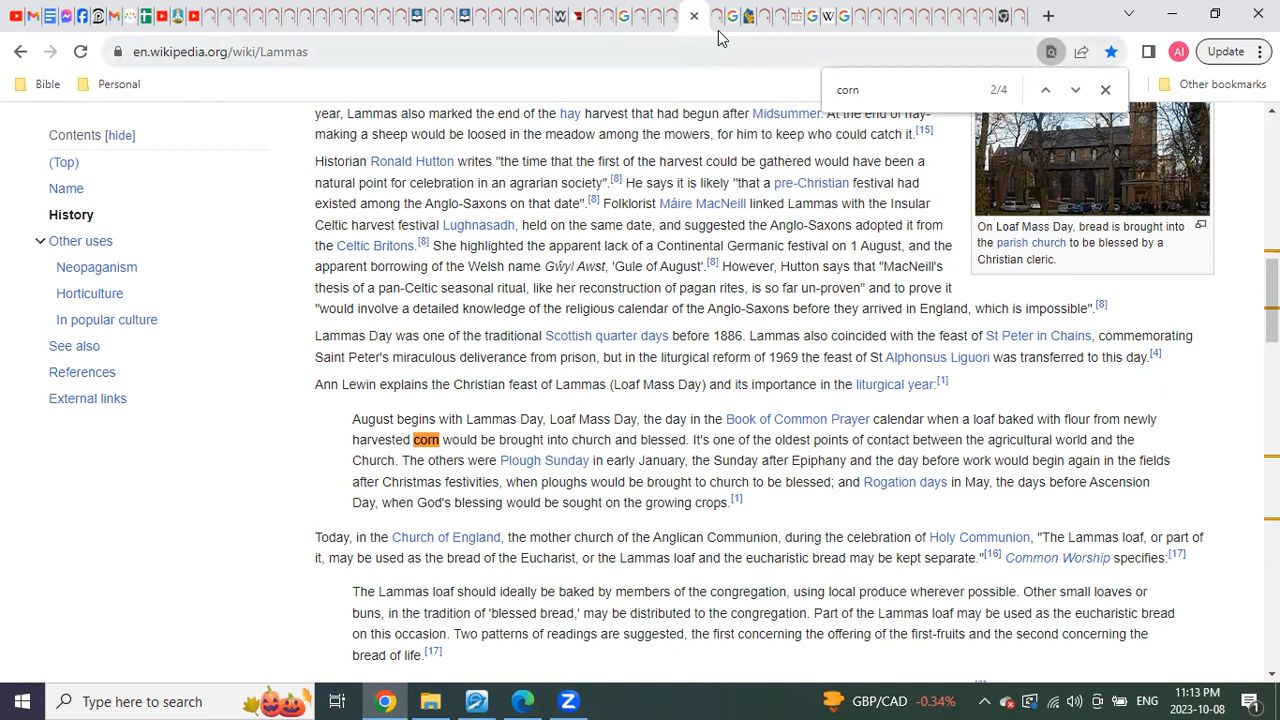 en.wikipedia.org/wiki/Lammas
Update
Bible
Personal
corn
2/4
Other bookmarks
Contents [hide]
(Top)
Name
History
Other uses
Neopaganism
Horticulture
In popular culture
See also
References
External links
year, Lammas also marked the end of the hay harvest that had begun after Midsummer. At the end of hay-
making a sheep would be loosed in the meadow among the mowers, for him to keep who could catch it.[15]
Historian Ronald Hutton writes "the time that the first of the harvest could be gathered would have been a
natural point for celebration in an agrarian society".[8] He says it is likely "that a pre-Christian festival had
existed among the Anglo-Saxons on that date".[8] Folklorist Máire MacNeill linked Lammas with the Insular
Celtic harvest festival Lughnasadh, held on the same date, and suggested the Anglo-Saxons adopted it from
the Celtic Britons.[8] She highlighted the apparent lack of a Continental Germanic festival on 1 August, and the
apparent borrowing of the Welsh name Gŵyl Awst, 'Gule of August'.[8] However, Hutton says that "MacNeill's
thesis of a pan-Celtic seasonal ritual, like her reconstruction of pagan rites, is so far un-proven" and to prove it
"would involve a detailed knowledge of the religious calendar of the Anglo-Saxons before they arrived in England, which is impossible".[8]
On Loaf Mass Day, bread is brought into
the parish church to be blessed by a
Christian cleric.
Lammas Day was one of the traditional Scottish quarter days before 1886. Lammas also coincided with the feast of St Peter in Chains, commemorating
Saint Peter's miraculous deliverance from prison, but in the liturgical reform of 1969 the feast of St Alphonsus Liguori was transferred to this day.[4]
Ann Lewin explains the Christian feast of Lammas (Loaf Mass Day) and its importance in the liturgical year:[1]
August begins with Lammas Day, Loaf Mass Day, the day in the Book of Common Prayer calendar when a loaf baked with flour from newly
harvested corn would be brought into church and blessed. It's one of the oldest points of contact between the agricultural world and the
Church. The others were Plough Sunday in early January, the Sunday after Epiphany and the day before work would begin again in the fields
after Christmas festivities, when ploughs would be brought to church to be blessed; and Rogation days in May, the days before Ascension
Day, when God's blessing would be sought on the growing crops.[1]
Today, in the Church of England, the mother church of the Anglican Communion, during the celebration of Holy Communion, "The Lammas loaf, or part of
it, may be used as the bread of the Eucharist, or the Lammas loaf and the eucharistic bread may be kept separate."[16] Common Worship specifies:[17]
The Lammas loaf should ideally be baked by members of the congregation, using local produce wherever possible. Other small loaves or
buns, in the tradition of 'blessed bread,' may be distributed to the congregation. Part of the Lammas loaf may be used as the eucharistic bread
on this occasion. Two patterns of readings are suggested, the first concerning the offering of the first-fruits and the second concerning the
bread of life.[17]
Type here to search
GBP/CAD -0.34%
ENG
11:13 PM
2023-10-08